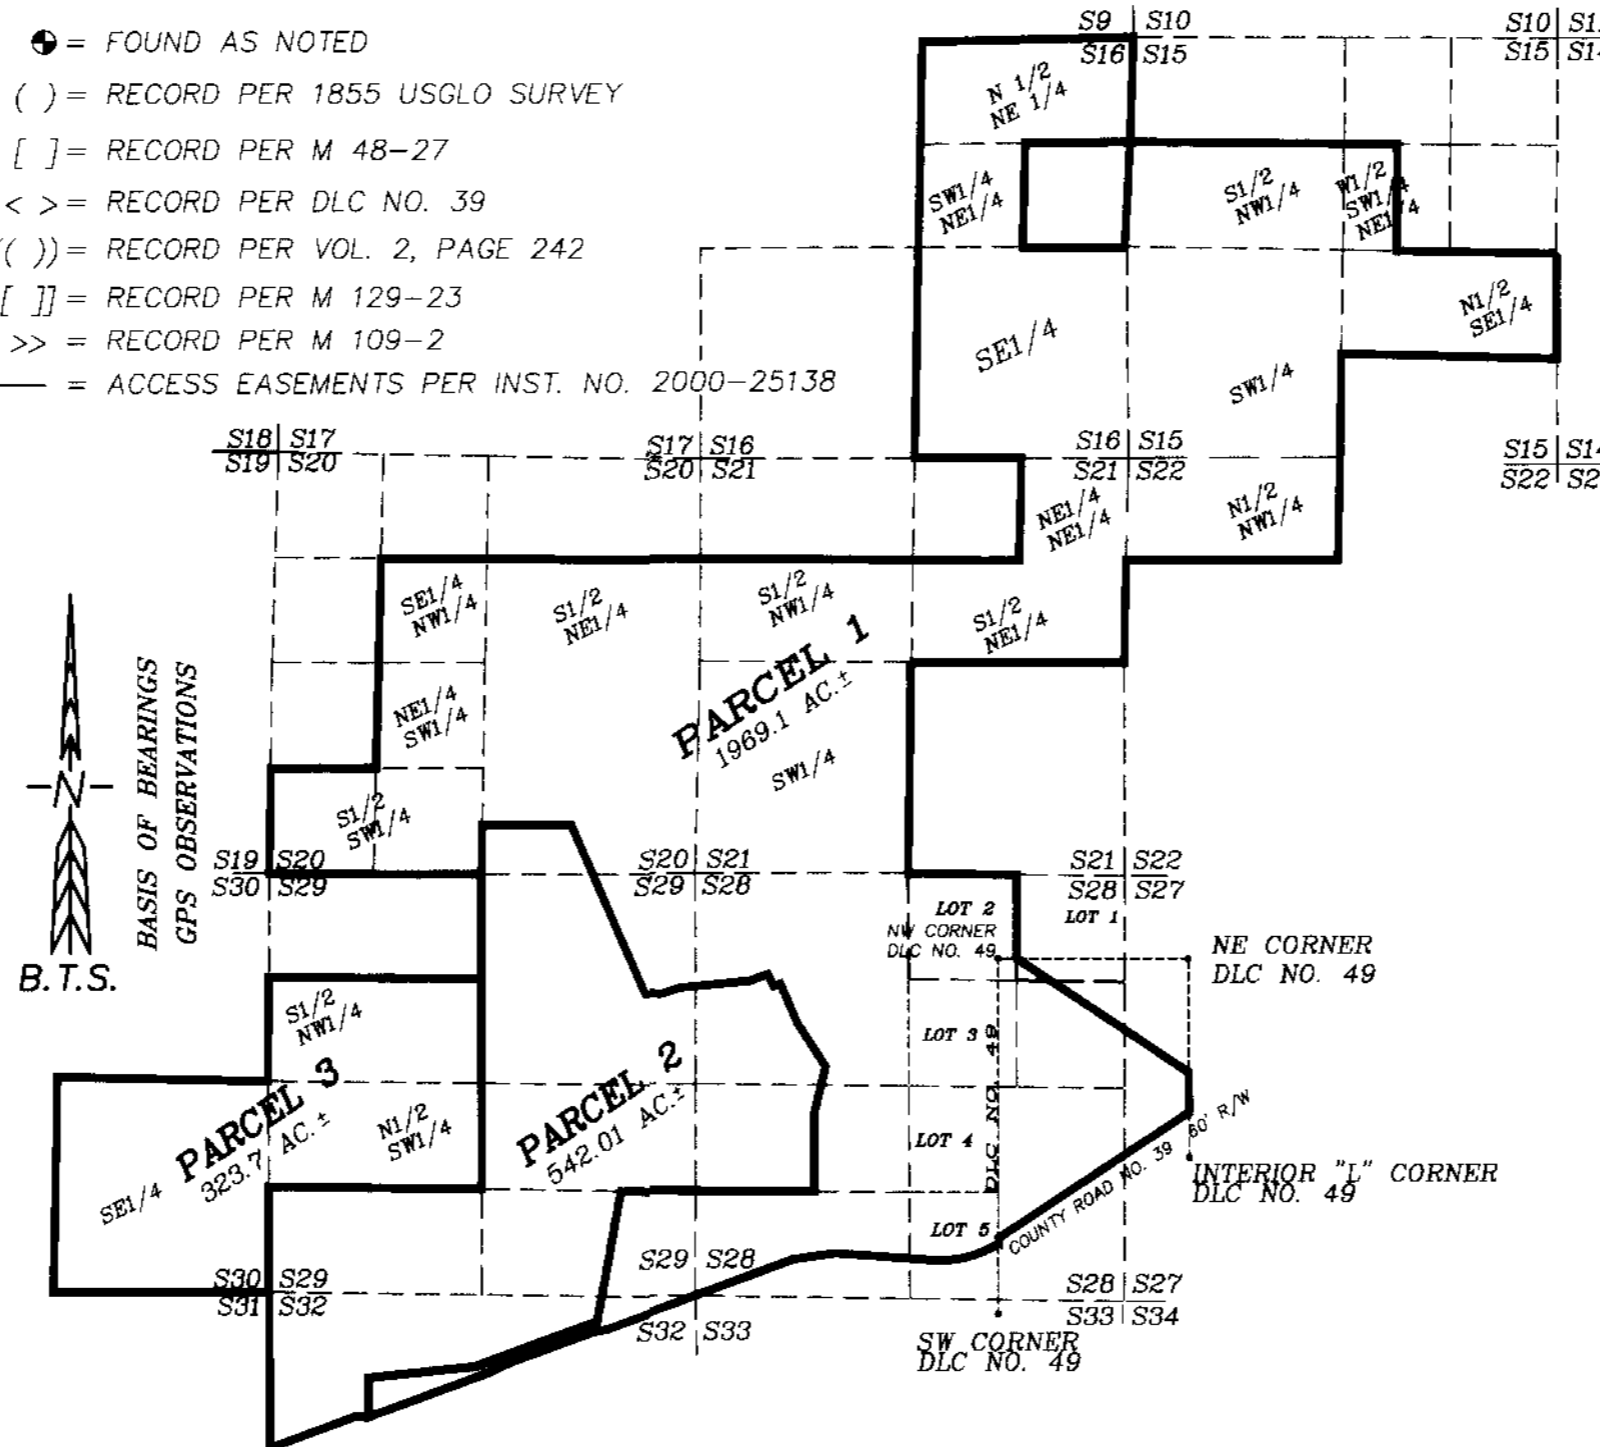 = FOUND AS NOTED
( ) = RECORD PER 1855 USGLO SURVEY
[ ] = RECORD PER M 48-27
< > = RECORD PER DLC NO. 39
( )) = RECORD PER VOL. 2, PAGE 242
[ ]] = RECORD PER M 129-23
>> = RECORD PER M 109-2
= ACCESS EASEMENTS PER INST. NO. 2000-25138
S9 S10
S16 S15
S10
S15
N 1/2
NE 1/4
SW1/4
NE1/4
S1/2
NW1/4
W1/2
SW1/4
NE1/4
N1/2
SE1/4
SE1/4
SW1/4
S18 S17
S19 S20
S17 S16
S20 S21
S16 S15
S21 S22
S15
S22
NE1/4
NE1/4
N1/2
NW1/4
SE1/4
NW1/4
S1/2
NE1/4
S1/2
NW1/4
S1/2
NE1/4
PARCEL 1
1969.1 AC.±
SW1/4
NE1/4
SW1/4
S1/2
SW1/4
N
B.T.S.
BASIS OF BEARINGS
GPS OBSERVATIONS
S19 S20
S30 S29
S20 S21
S29 S28
S21 S22
S28 S27
LOT 2
LOT 1
NW CORNER
DLC NO. 49
NE CORNER
DLC NO. 49
S1/2
NW1/4
LOT 3
DLC NO. 49
PARCEL 3
323.7 AC.±
N1/2
SW1/4
SE1/4
PARCEL 2
542.01 AC.±
LOT 4
LOT 5
COUNTY ROAD NO. 39 60' R/W
INTERIOR "L" CORNER
DLC NO. 49
S30 S29
S31 S32
S29 S28
S32 S33
S28 S27
S33 S34
SW CORNER
DLC NO. 49